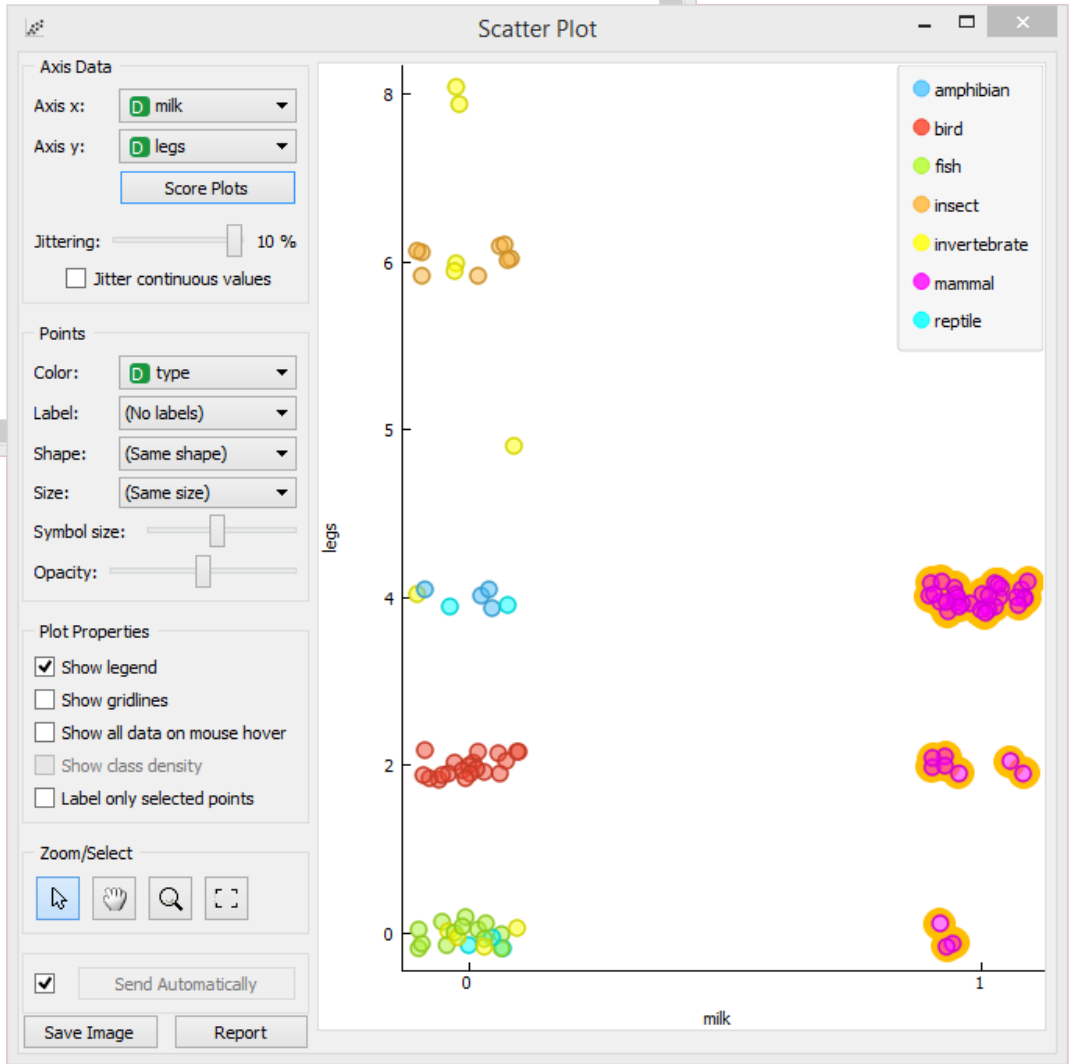 Scatter Plot
Axis Data
Axis x:
D milk
Axis y:
D legs
Score Plots
Jittering:
10 %
Jitter continuous values
Points
Color:
D type
Label:
(No labels)
Shape:
(Same shape)
Size:
(Same size)
Symbol size:
Opacity:
Plot Properties
Show legend
Show gridlines
Show all data on mouse hover
Show class density
Label only selected points
Zoom/Select
Send Automatically
Save Image
Report
legs
8
6
5
4
2
0
0
1
milk
amphibian
bird
fish
insect
invertebrate
mammal
reptile